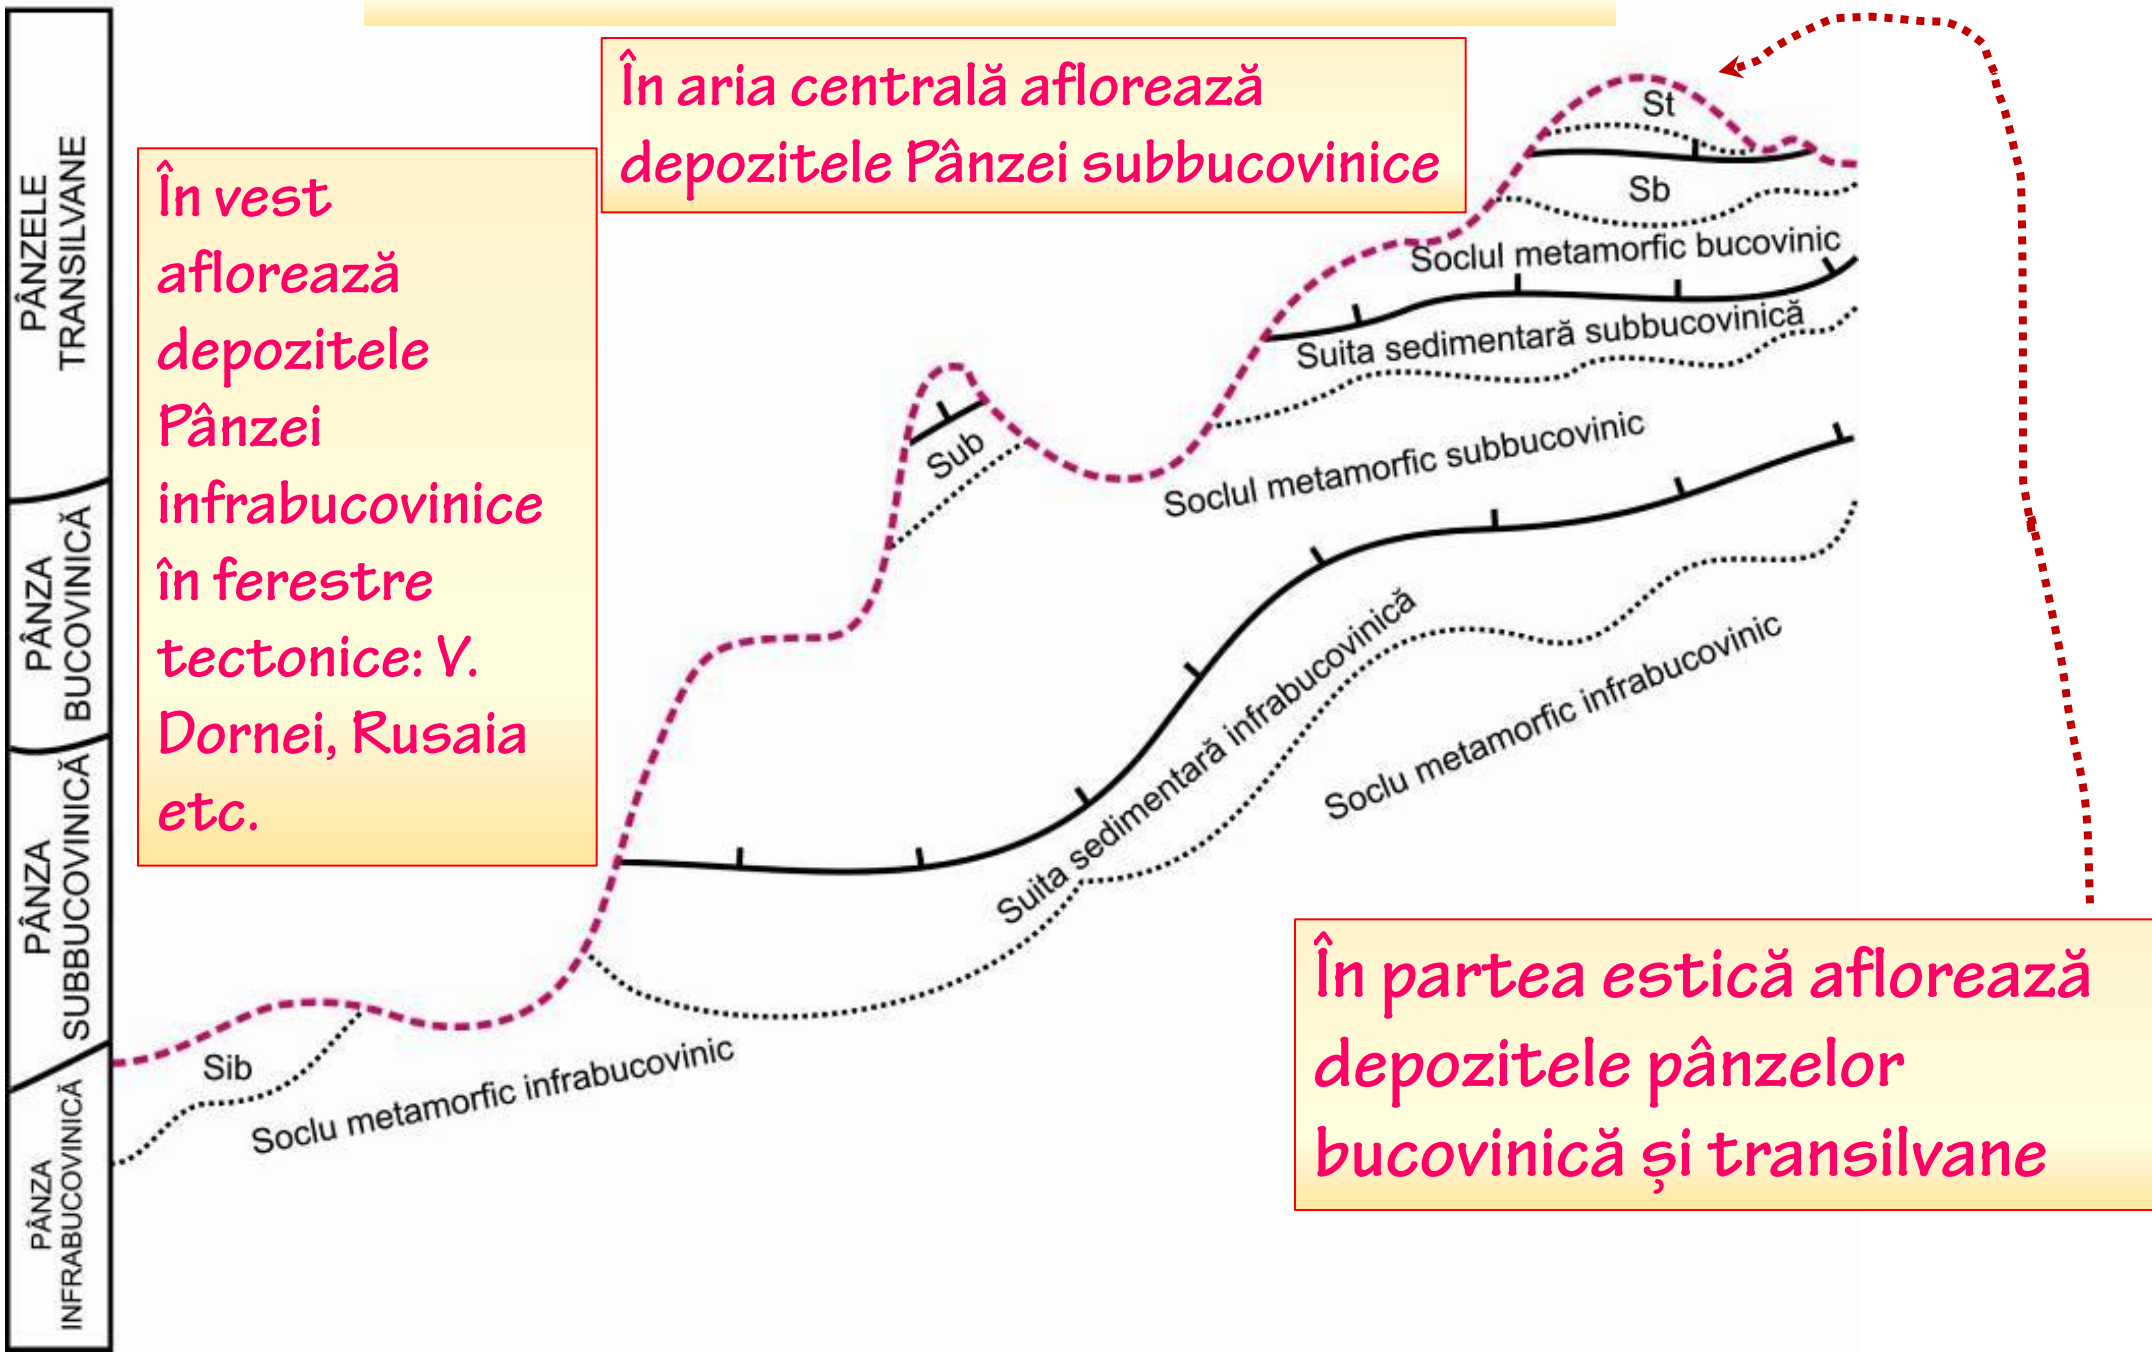 PÂNZELE
TRANSILVANE
PÂNZA
BUCOVINICĂ
PÂNZA
SUBBUCOVINICĂ
PÂNZA
INFRABUCOVINICĂ
În vest
aflorează
depozitele
Pânzei
infrabucovinice
în ferestre
tectonice: V.
Dornei, Rusaia
etc.
În aria centrală aflorează
depozitele Pânzei subbucovinice
St
Sb
Soclul metamorfic bucovinic
Suita sedimentară subbucovinică
Sub
Soclul metamorfic subbucovinic
Suita sedimentară infrabucovinică
Soclu metamorfic infrabucovinic
Sib
Soclu metamorfic infrabucovinic
În partea estică aflorează
depozitele pânzelor
bucovinică și transilvane